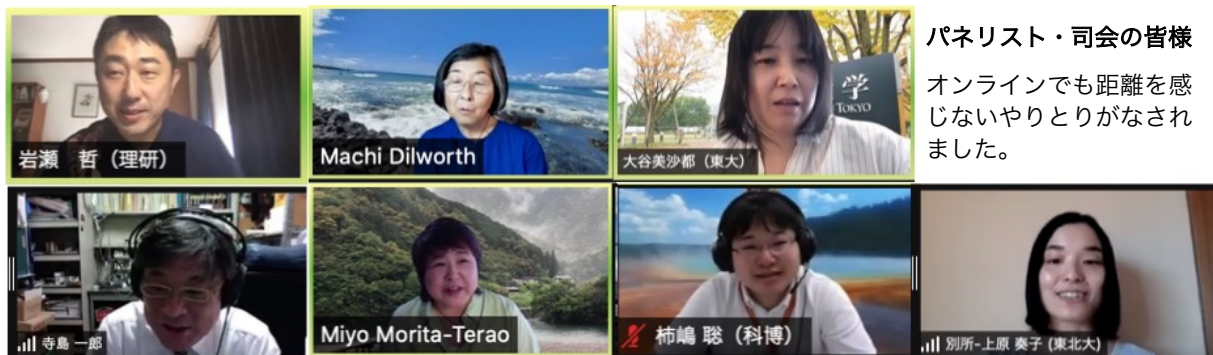 パネリスト・司会の皆様
オンラインでも距離を感
じないやりとりがなされ
ました。
岩瀬　哲（理研）
Machi Dilworth
学
TOKYO
大谷美沙都（東大）
寺島 一郎
Miyo Morita-Terao
柿嶋 聡（科博）
別所-上原 奏子 (東北大)